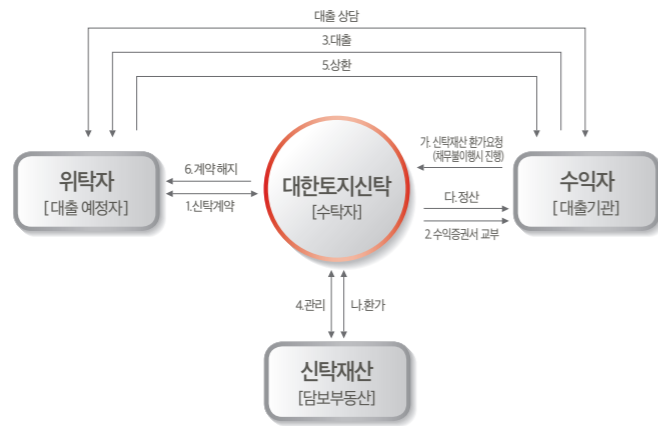 대출 상담
3.대출
5.상환
가. 신탁재산 환가요청
(채무불이행시 진행)
6.계약 해지
위탁자
[대출 예정자]
1.신탁계약
대한토지신탁
[수탁자]
다. 정산
2. 수익증권서 교부
수익자
[대출기관]
4.관리
나.환가
신탁재산
[담보부동산]